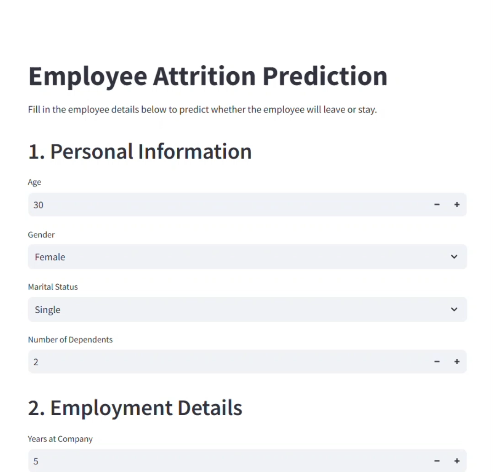 Employee Attrition Prediction
Fill in the employee details below to predict whether the employee will leave or stay.
1. Personal Information
Age
30
Gender
Female
Marital Status
Single
Number of Dependents
2
2. Employment Details
Years at Company
5